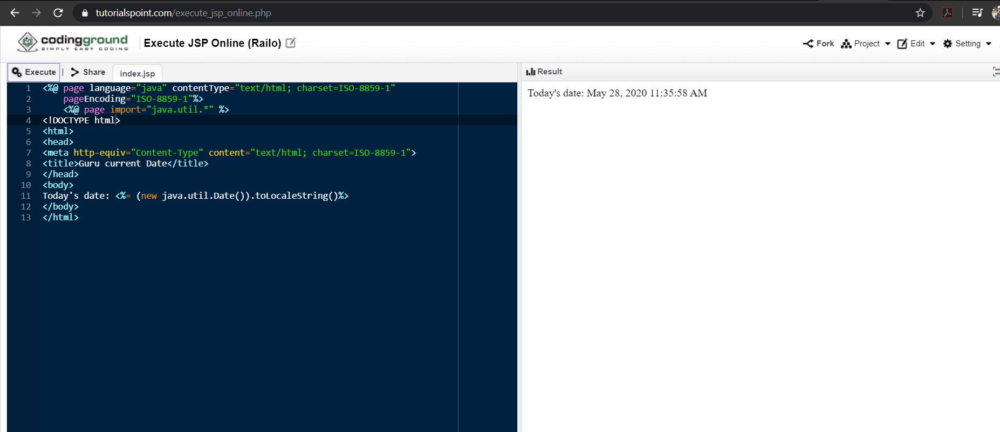 tutorialspoint.com/execute_jsp_online.php
codingground
SIMPLY EASY CODING
Execute JSP Online (Railo)
Fork Project Edit Setting
Execute | Share index.jsp
Result
1 <%@ page language="java" contentType="text/html; charset=ISO-8859-1"
2     pageEncoding="ISO-8859-1"%>
3     <%@ page import="java.util.*" %>
4 <!DOCTYPE html>
5 <html>
6 <head>
7 <meta http-equiv="Content-Type" content="text/html; charset=ISO-8859-1">
8 <title>Guru current Date</title>
9 </head>
10 <body>
11 Today's date: <%= (new java.util.Date()).toLocaleString()%>
12 </body>
13 </html>
Today's date: May 28, 2020 11:35:58 AM